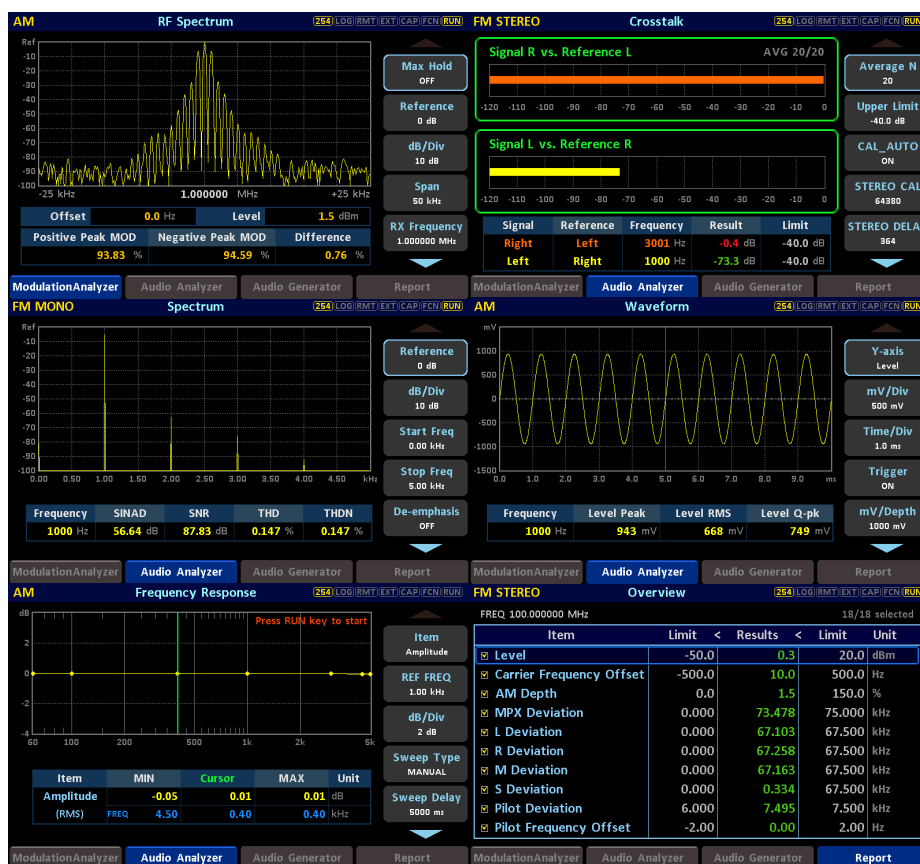 AM RF Spectrum 254 LOG RMT EXT CAP FCN RUN
Ref
-10
-20
-30
-40
-50
-60
-70
-80
-90
-100
-25 kHz 1.000000 MHz +25 kHz
Offset 0.0 Hz Level 1.5 dBm
Positive Peak MOD Negative Peak MOD Difference
93.83 % 94.59 % 0.76 %
Max Hold
OFF
Reference
0 dB
dB/Div
10 dB
Span
50 kHz
RX Frequency
1.000000 MHz
ModulationAnalyzer Audio Analyzer Audio Generator Report
FM STEREO Crosstalk 254 LOG RMT EXT CAP FCN RUN
Signal R vs. Reference L AVG 20/20
-120 -110 -100 -90 -80 -70 -60 -50 -40 -30 -20 -10 0
Signal L vs. Reference R
-120 -110 -100 -90 -80 -70 -60 -50 -40 -30 -20 -10 0
Signal Reference Frequency Result Limit
Right Left 3001 Hz -0.4 dB -40.0 dB
Left Right 1000 Hz -73.3 dB -40.0 dB
Average N
20
Upper Limit
-40.0 dB
CAL_AUTO
ON
STEREO CAL
64380
STEREO DELA
364
ModulationAnalyzer Audio Analyzer Audio Generator Report
FM MONO Spectrum 254 LOG RMT EXT CAP FCN RUN
Ref
-10
-20
-30
-40
-50
-60
-70
-80
-90
-100
0.00 0.50 1.00 1.50 2.00 2.50 3.00 3.50 4.00 4.50 kHz
Frequency SINAD SNR THD THDN
1000 Hz 56.64 dB 87.83 dB 0.147 % 0.147 %
Reference
0 dB
dB/Div
10 dB
Start Freq
0.00 kHz
Stop Freq
5.00 kHz
De-emphasis
OFF
ModulationAnalyzer Audio Analyzer Audio Generator Report
AM Waveform 254 LOG RMT EXT CAP FCN RUN
mV
1000
500
0
-500
-1000
-1500
0.0 1.0 2.0 3.0 4.0 5.0 6.0 7.0 8.0 9.0 ms
Frequency Level Peak Level RMS Level Q-pk
1000 Hz 943 mV 668 mV 749 mV
Y-axis
Level
mV/Div
500 mV
Time/Div
1.0 ms
Trigger
ON
mV/Depth
1000 mV
ModulationAnalyzer Audio Analyzer Audio Generator Report
AM Frequency Response 254 LOG RMT EXT CAP FCN RUN
dB
Press RUN key to start
2
0
-2
-4
60 100 200 500 1k 2k 5k
Item MIN Cursor MAX Unit
Amplitude -0.05 0.01 0.01 dB
(RMS) FREQ 4.50 0.40 0.40 kHz
Item
Amplitude
REF FREQ
1.00 kHz
dB/Div
2 dB
Sweep Type
MANUAL
Sweep Delay
5000 ms
ModulationAnalyzer Audio Analyzer Audio Generator Report
FM STEREO Overview 254 LOG RMT EXT CAP FCN RUN
FREQ 100.000000 MHz 18/18 selected
Item Limit < Results < Limit Unit
Level -50.0 0.3 20.0 dBm
Carrier Frequency Offset -500.0 10.0 500.0 Hz
AM Depth 0.0 1.5 150.0 %
MPX Deviation 0.000 73.478 75.000 kHz
L Deviation 0.000 67.103 67.500 kHz
R Deviation 0.000 67.258 67.500 kHz
M Deviation 0.000 67.163 67.500 kHz
S Deviation 0.000 0.334 67.500 kHz
Pilot Deviation 6.000 7.495 7.500 kHz
Pilot Frequency Offset -2.00 0.00 2.00 Hz
ModulationAnalyzer Audio Analyzer Audio Generator Report